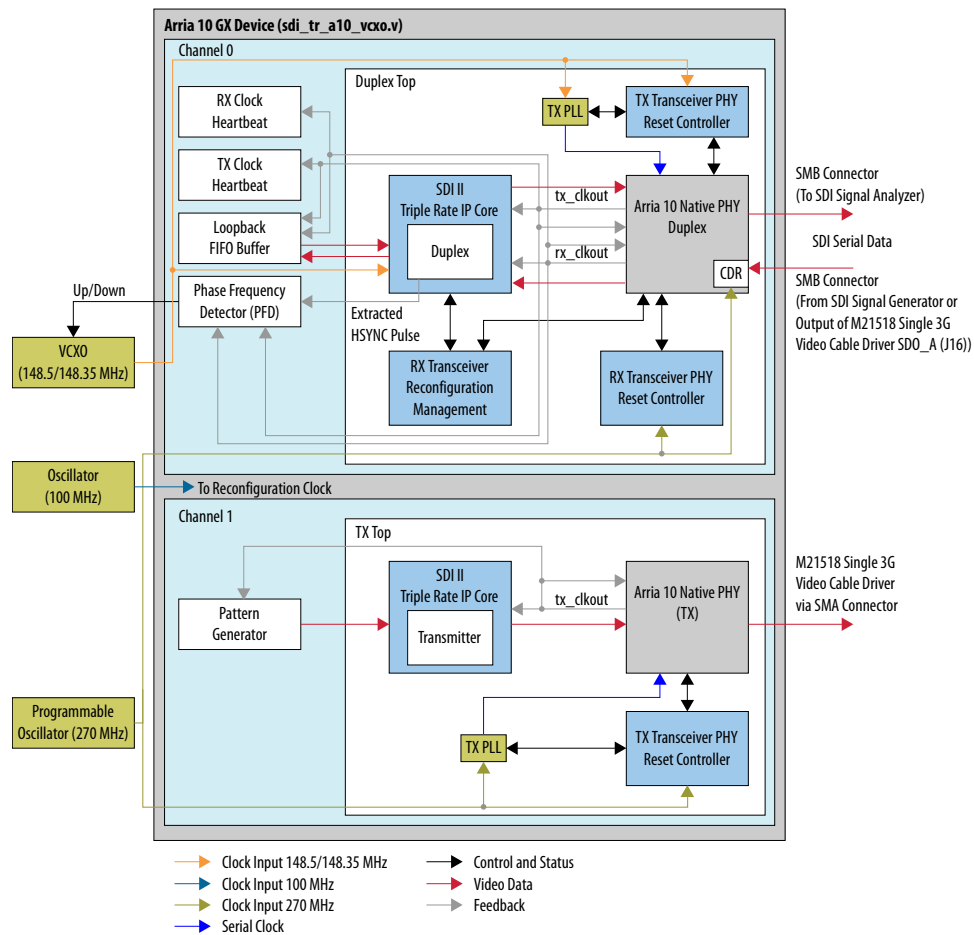 Arria 10 GX Device (sdi_tr_a10_vcxo.v)
Channel 0
Duplex Top
RX Clock
Heartbeat
TX Clock
Heartbeat
Loopback
FIFO Buffer
Phase Frequency
Detector (PFD)
Up/Down
VCXO
(148.5/148.35 MHz)
TX PLL
TX Transceiver PHY
Reset Controller
SDI II
Triple Rate IP Core
Duplex
tx_clkout
rx_clkout
Arria 10 Native PHY
Duplex
CDR
Extracted
HSYNC Pulse
RX Transceiver
Reconfiguration
Management
RX Transceiver PHY
Reset Controller
SMB Connector
(To SDI Signal Analyzer)
SDI Serial Data
SMB Connector
(From SDI Signal Generator or
Output of M21518 Single 3G
Video Cable Driver SDO_A (J16))
Oscillator
(100 MHz)
To Reconfiguration Clock
Channel 1
TX Top
Pattern
Generator
SDI II
Triple Rate IP Core
Transmitter
tx_clkout
Arria 10 Native PHY
(TX)
M21518 Single 3G
Video Cable Driver
via SMA Connector
Programmable
Oscillator (270 MHz)
TX PLL
TX Transceiver PHY
Reset Controller
Clock Input 148.5/148.35 MHz
Clock Input 100 MHz
Clock Input 270 MHz
Serial Clock
Control and Status
Video Data
Feedback